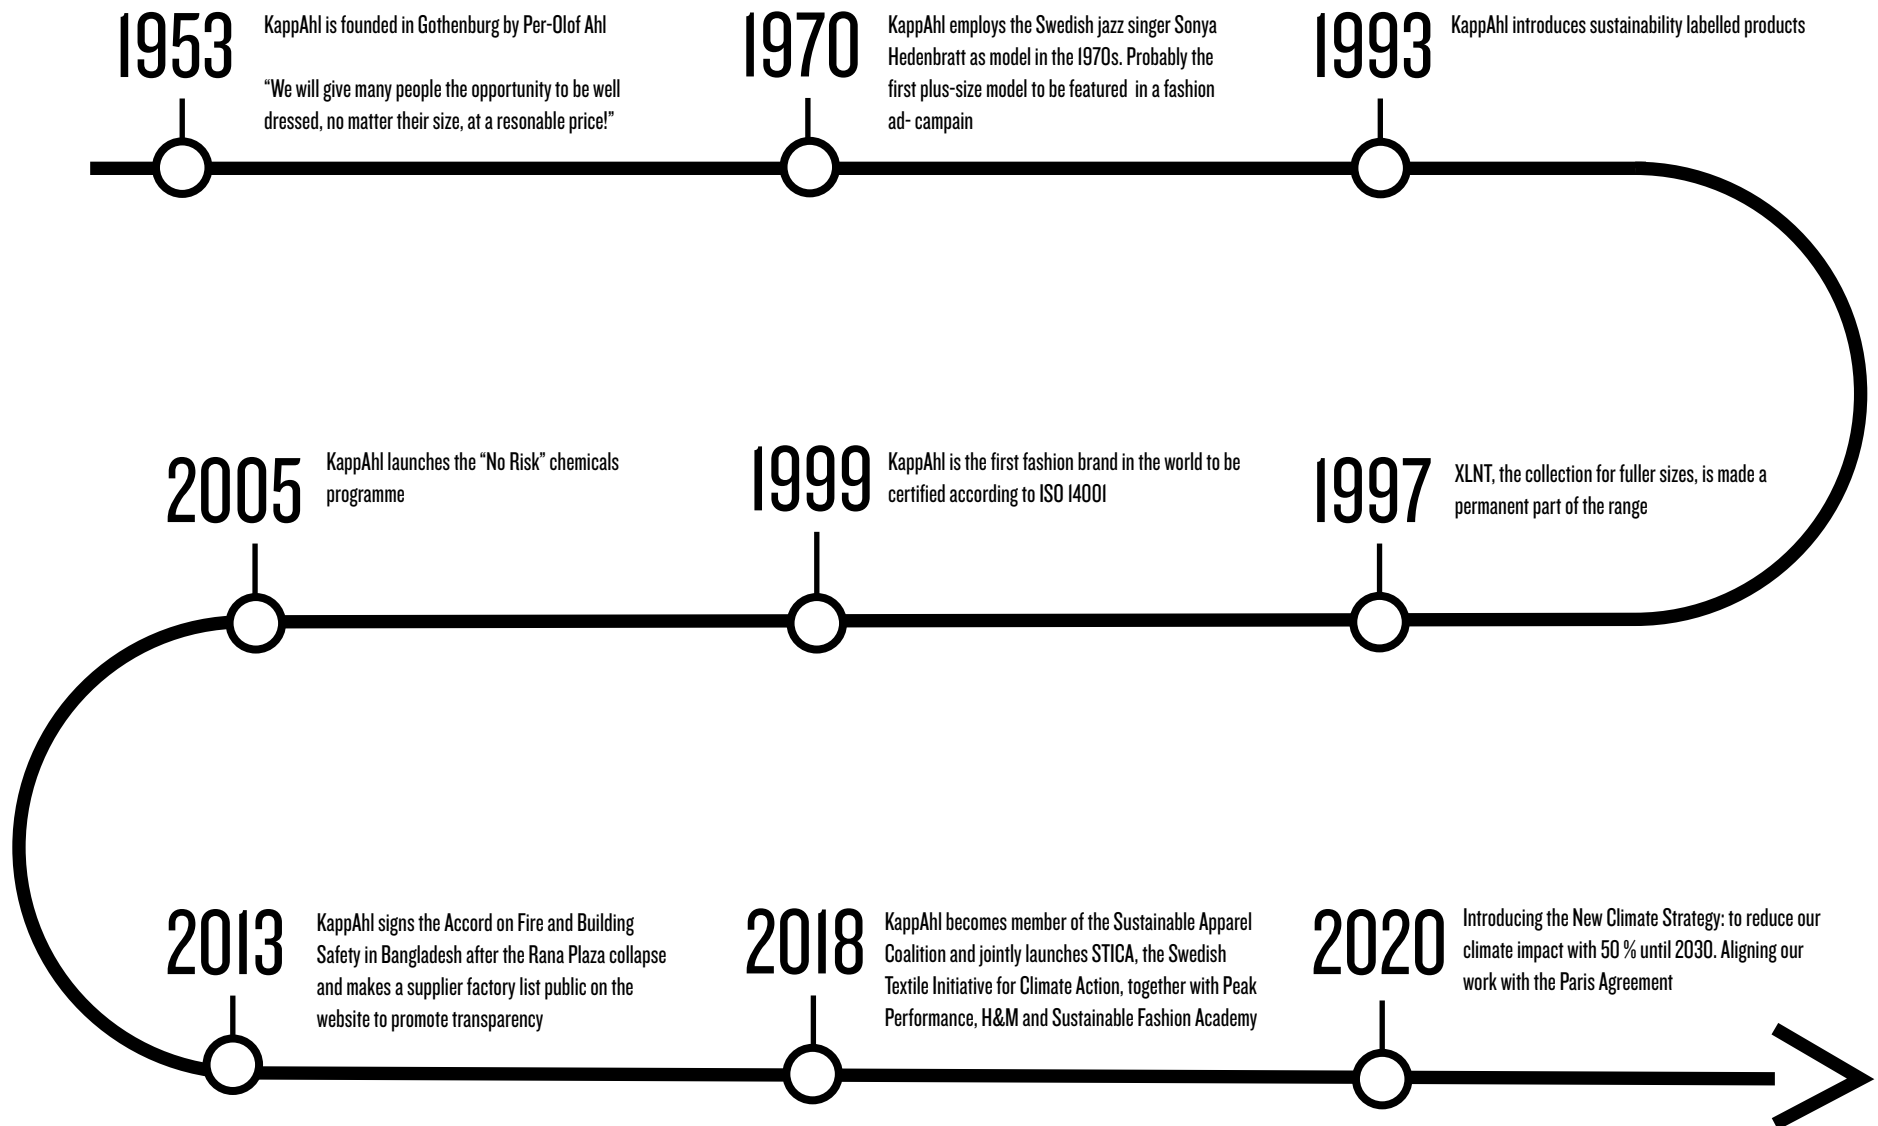 1953
KappAhl is founded in Gothenburg by Per-Olof Ahl
“We will give many people the opportunity to be well
dressed, no matter their size, at a resonable price!”
1970
KappAhl employs the Swedish jazz singer Sonya
Hedenbratt as model in the 1970s. Probably the
first plus-size model to be featured in a fashion
ad- campain
1993
KappAhl introduces sustainability labelled products
1997
XLNT, the collection for fuller sizes, is made a
permanent part of the range
1999
KappAhl is the first fashion brand in the world to be
certified according to ISO 14001
2005
KappAhl launches the “No Risk” chemicals
programme
2013
KappAhl signs the Accord on Fire and Building
Safety in Bangladesh after the Rana Plaza collapse
and makes a supplier factory list public on the
website to promote transparency
2018
KappAhl becomes member of the Sustainable Apparel
Coalition and jointly launches STICA, the Swedish
Textile Initiative for Climate Action, together with Peak
Performance, H&M and Sustainable Fashion Academy
2020
Introducing the New Climate Strategy: to reduce our
climate impact with 50 % until 2030. Aligning our
work with the Paris Agreement